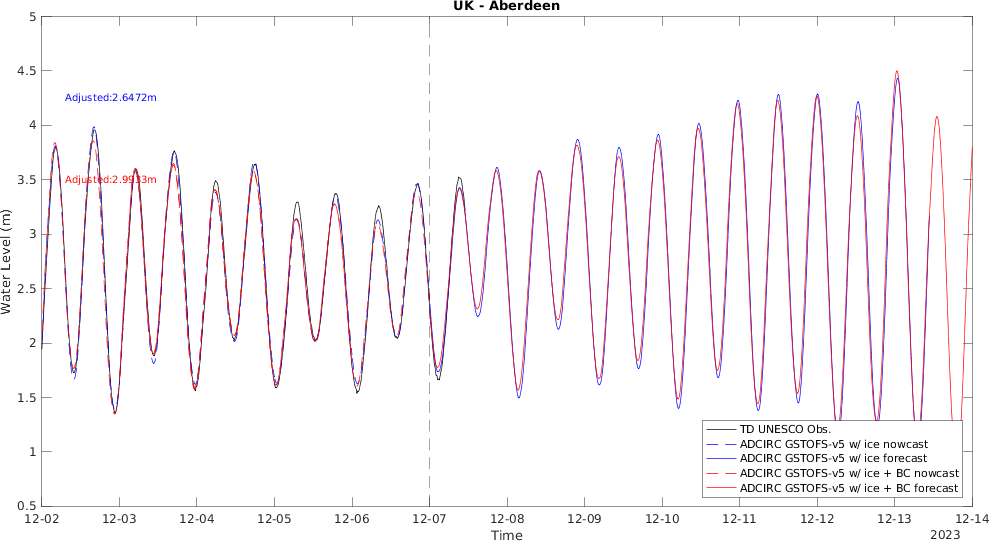 UK - Aberdeen
5
4.5
4
3.5
3
2.5
2
1.5
1
0.5
Water Level (m)
Adjusted:2.6472m
Adjusted:2.9933m
TD UNESCO Obs.
ADCIRC GSTOFS-v5 w/ ice nowcast
ADCIRC GSTOFS-v5 w/ ice forecast
ADCIRC GSTOFS-v5 w/ ice + BC nowcast
ADCIRC GSTOFS-v5 w/ ice + BC forecast
12-02 12-03 12-04 12-05 12-06 12-07 12-08 12-09 12-10 12-11 12-12 12-13 12-14
Time
2023